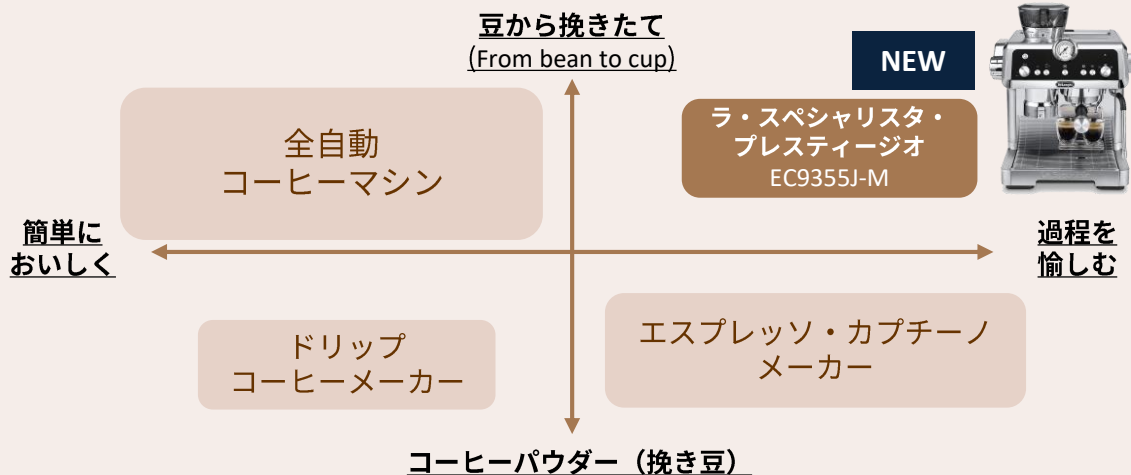 豆から挽きたて
(From bean to cup)
NEW
ラ・スペシャリスタ・
プレスティージオ
EC9355J-M
全自動
コーヒーマシン
簡単に
おいしく
過程を
愉しむ
ドリップ
コーヒーメーカー
エスプレッソ・カプチーノ
メーカー
コーヒーパウダー（挽き豆）